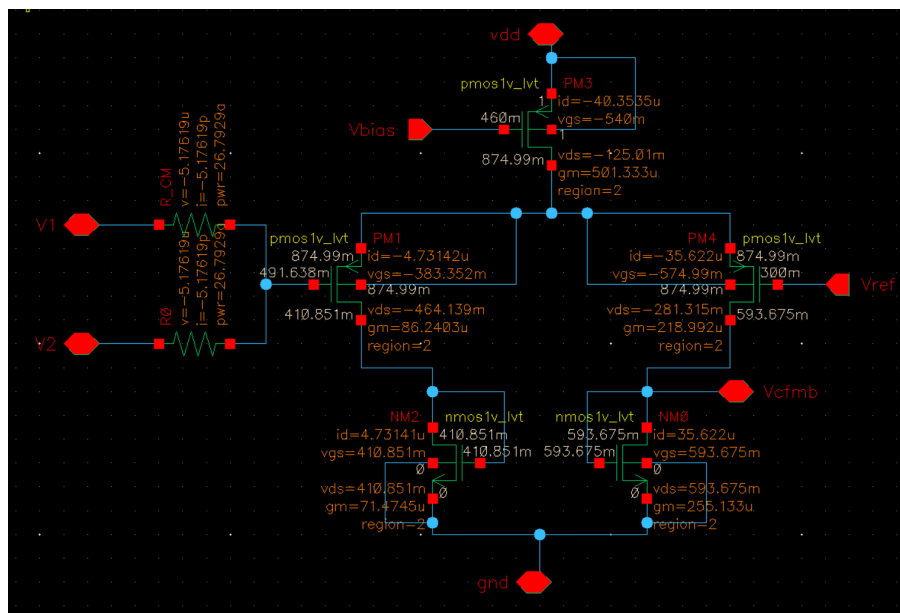 vdd
pmos1v_lvt
PM3
1
id=-40.3535u
460m
vgs=-540m
Vbias
1
874.99m
vds=-125.01m
gm=501.333u
region=2
R_CM
v=-5.17619u
i=-5.17619p
pwr=26.7929a
V1
pmos1v_lvt
PM1
874.99m
id=-4.73142u
491.638m
vgs=-383.352m
874.99m
410.851m
vds=-464.139m
gm=86.2403u
region=2
PM4
pmos1v_lvt
id=-35.622u
874.99m
vgs=-574.99m
300m
874.99m
Vref
vds=-281.315m
593.675m
gm=218.992u
region=2
R0
v=-5.17619u
i=-5.17619p
pwr=26.7929a
V2
Vcfmb
NM2
nmos1v_lvt
id=4.73141u
410.851m
vgs=410.851m
410.851m
0
vds=410.851m
0
gm=71.4745u
region=2
nmos1v_lvt
NM0
593.675m
id=35.622u
593.675m
vgs=593.675m
0
vds=593.675m
0
gm=255.133u
region=2
gnd